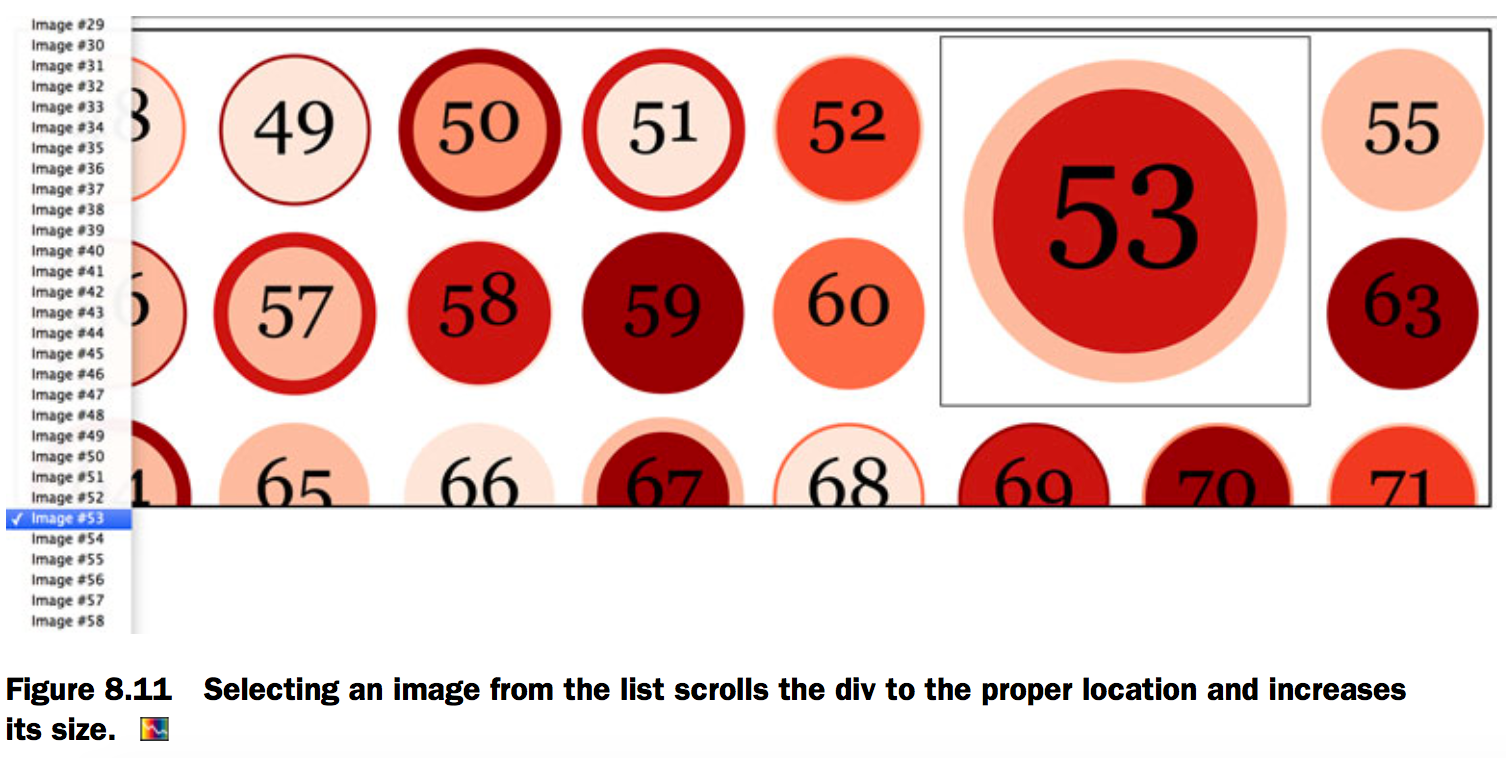 Image #29
Image #30
Image #31
Image #32
Image #33
Image #34
Image #35
Image #36
Image #37
Image #38
Image #39
Image #40
Image #41
Image #42
Image #43
Image #44
Image #45
Image #46
Image #47
Image #48
Image #49
Image #50
Image #51
Image #52
✓ Image #53
Image #54
Image #55
Image #56
Image #57
Image #58
8 49 50 51 52 53 55
6 57 58 59 60 63
4 65 66 67 68 69 70 71
Figure 8.11 Selecting an image from the list scrolls the div to the proper location and increases
its size.